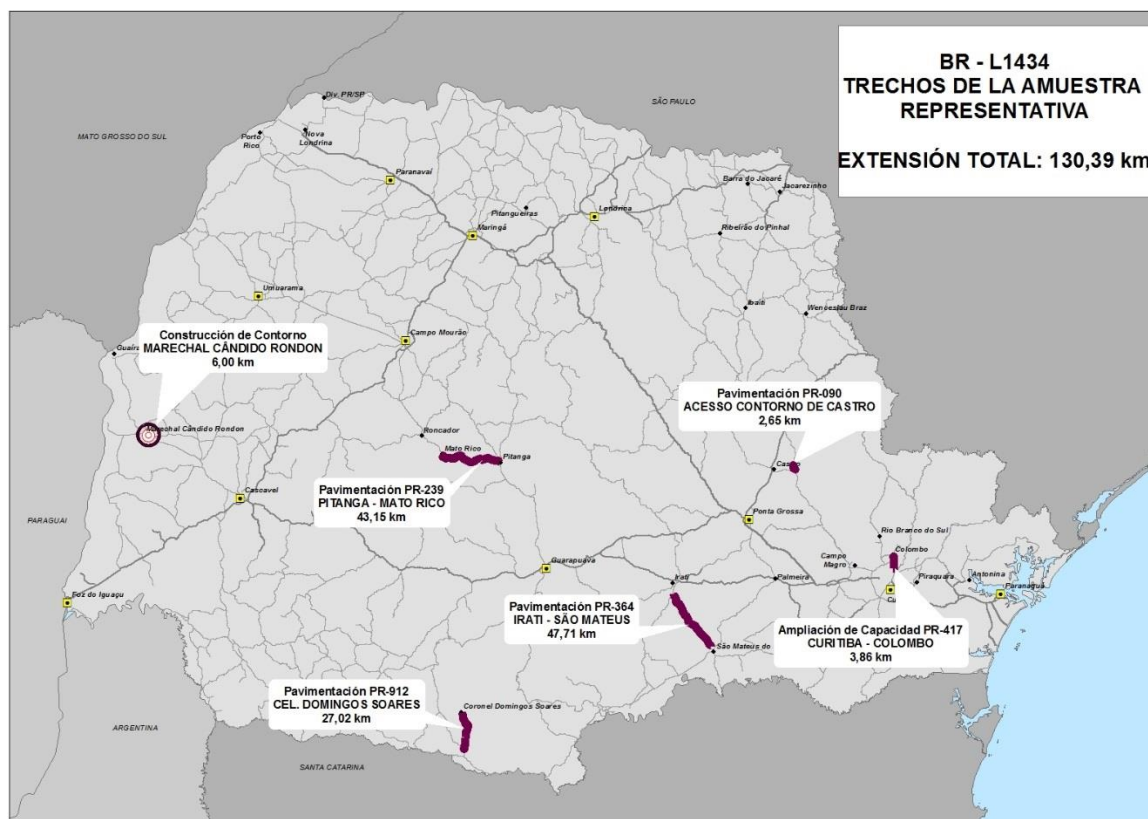 BR - L1434
TRECHOS DE LA AMUESTRA
REPRESENTATIVA
EXTENSIÓN TOTAL: 130,39 km
MATO GROSSO DO SUL
SÃO PAULO
Div. PR/SP
Porto
Rico
Nova
Londrina
Paranavaí
Maringá
Pitangueiras
Londrica
Barra do Jacaré
Jacarezinho
Ribeirão do Pinhal
Umuarama
Ibaiti
Wenceslau Braz
Campo Mourão
Construcción de Contorno
MARECHAL CÂNDIDO RONDON
6,00 km
Guaíra
Marechal Cândido Rondon
Pavimentación PR-090
ACESSO CONTORNO DE CASTRO
2,65 km
Roncador
Mato Rico
Pitanga
Castro
Pavimentación PR-239
PITANGA - MATO RICO
43,15 km
Cascavel
PARAGUAI
Ponta Grossa
Rio Branco do Sul
Colombo
Campo
Magro
Piraquara
Antonina
Paranaguá
Cu
Guarapuava
Irati
Palmeira
Foz do Iguaçu
Pavimentación PR-364
IRATI - SÃO MATEUS
47,71 km
São Mateus do
Ampliación de Capacidad PR-417
CURITIBA - COLOMBO
3,86 km
Pavimentación PR-912
CEL. DOMINGOS SOARES
27,02 km
Coronel Domingos Soares
ARGENTINA
SANTA CATARINA